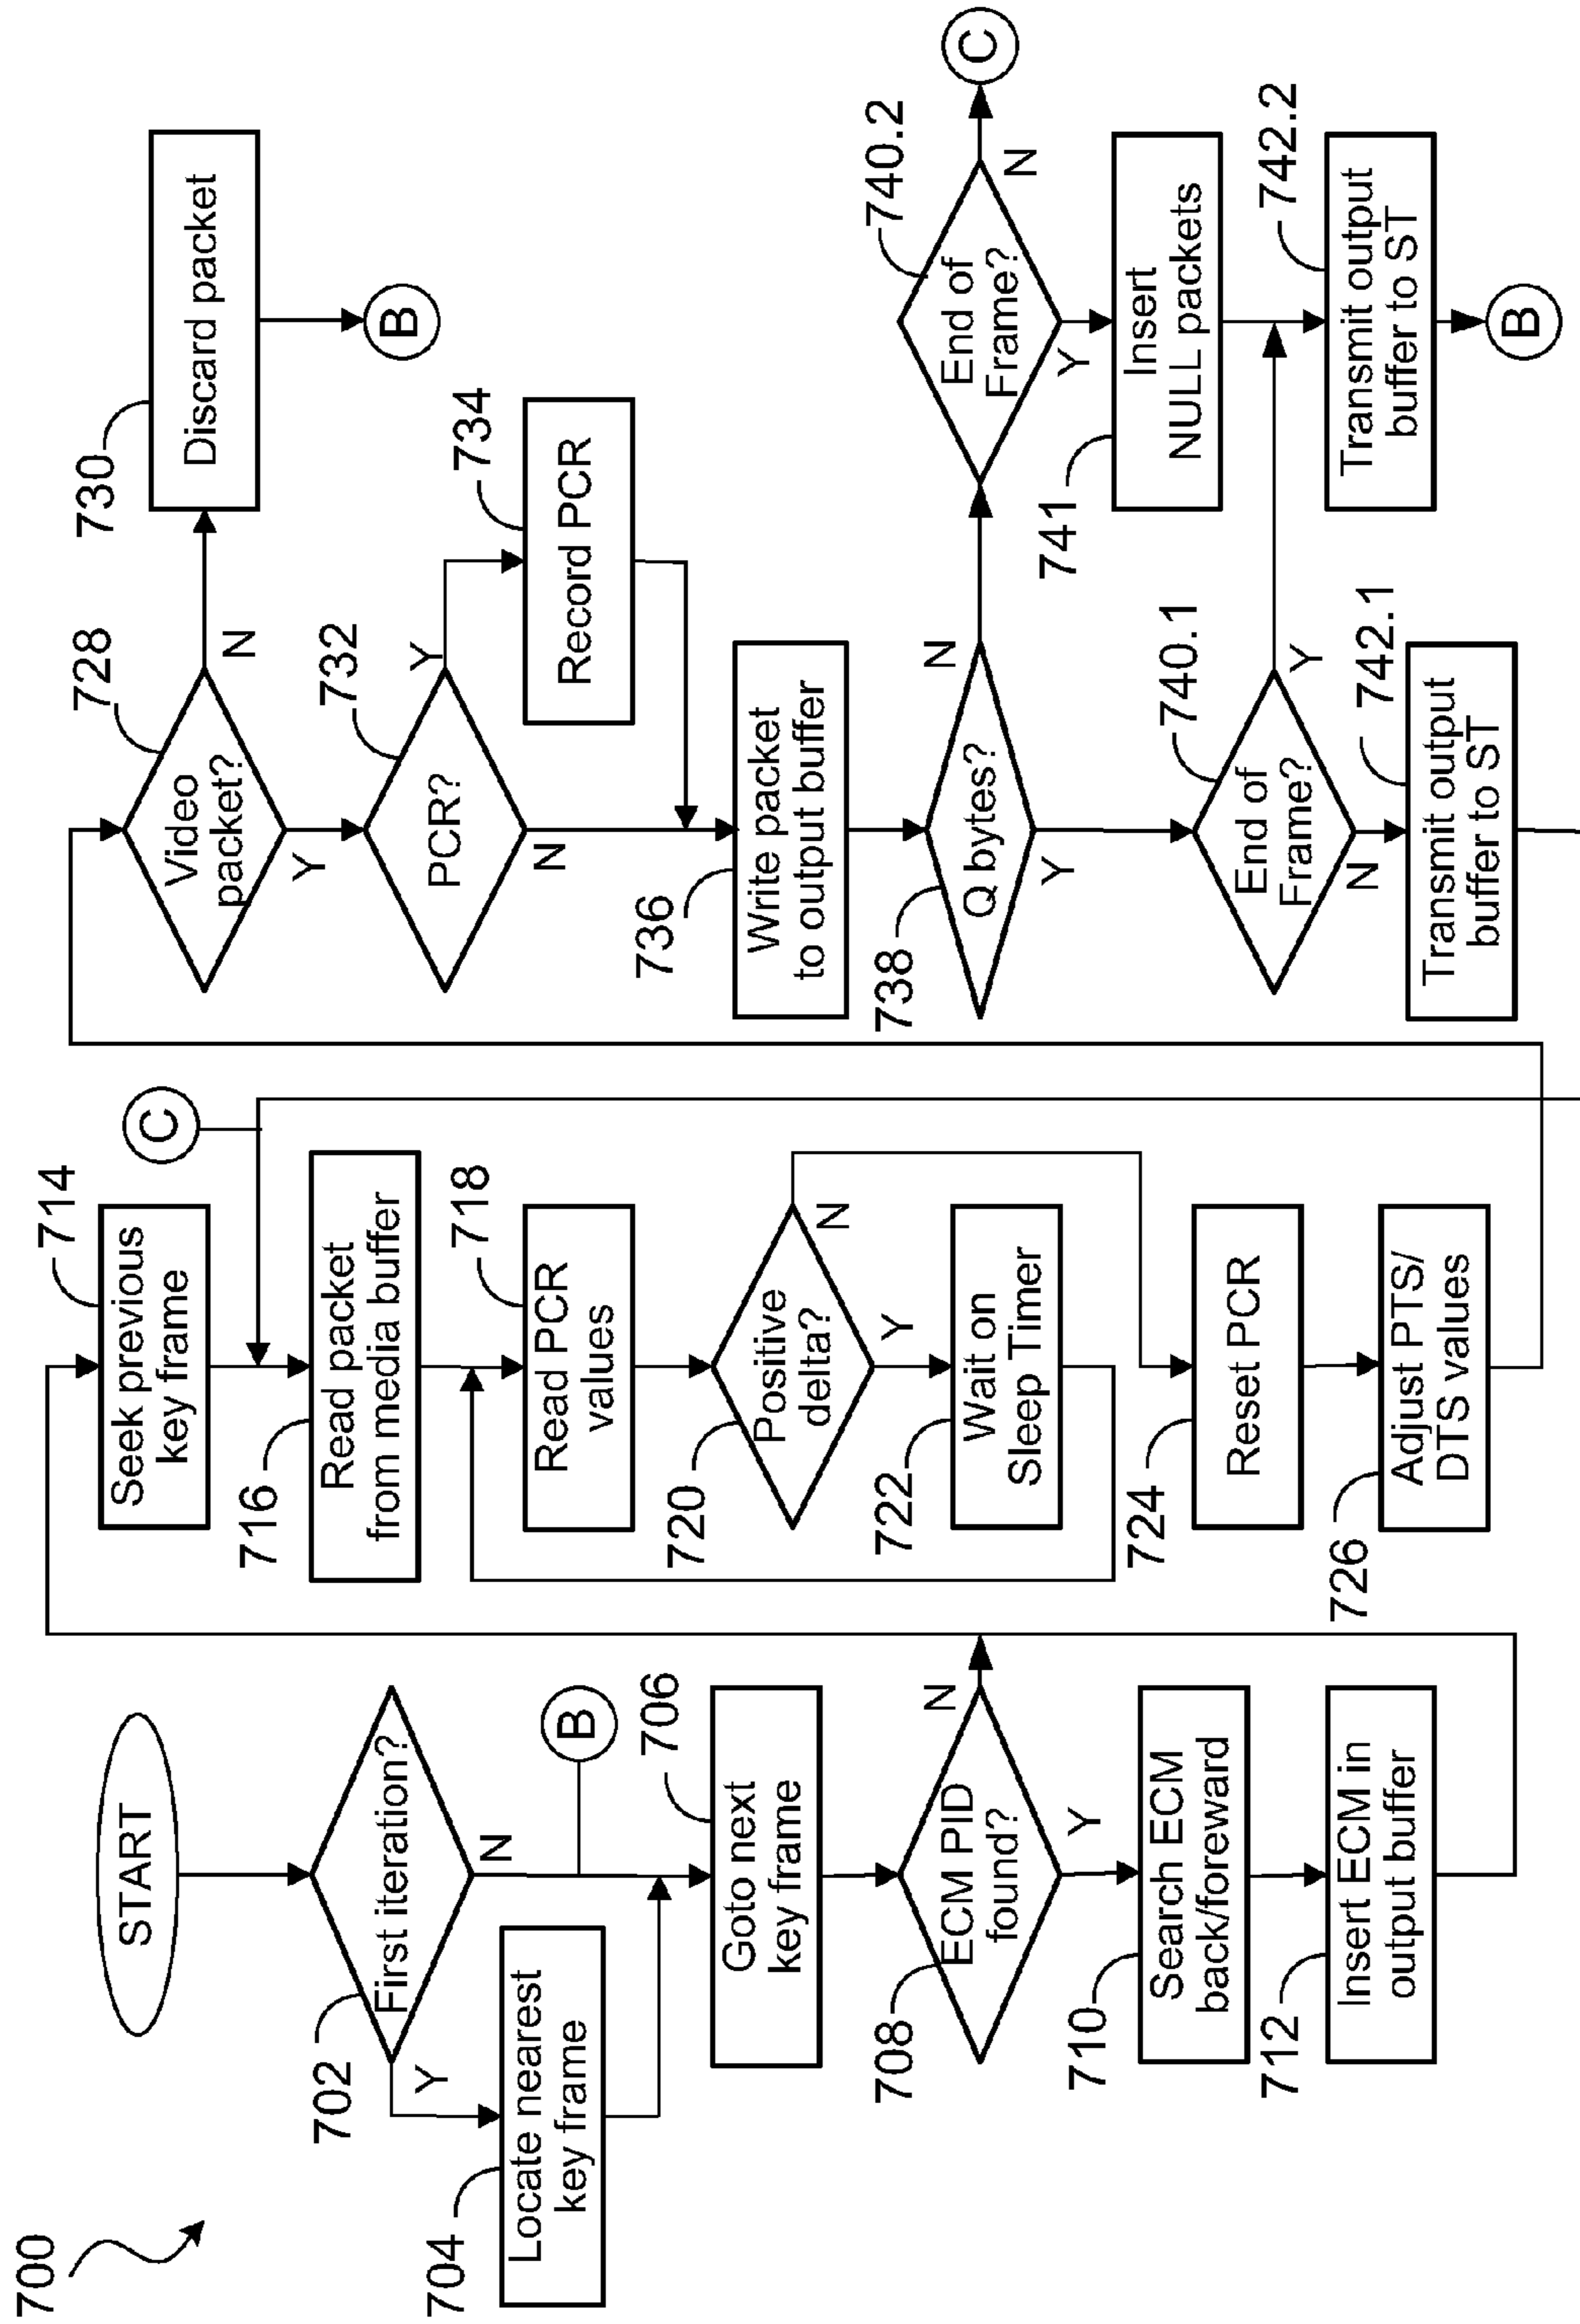 700
START
702
First iteration?
Y
N
704
Locate nearest
key frame
B
706
Goto next
key frame
708
ECM PID
found?
N
Y
710
Search ECM
back/foreward
712
Insert ECM in
output buffer
714
Seek previous
key frame
C
716
Read packet
from media buffer
718
Read PCR
values
720
Positive
delta?
N
Y
722
Wait on
Sleep Timer
724
Reset PCR
726
Adjust PTS/
DTS values
728
Video
packet?
N
Y
730
Discard packet
B
732
PCR?
Y
N
734
Record PCR
736
Write packet
to output buffer
738
Q bytes?
N
Y
740.2
End of
Frame?
N
Y
C
741
Insert
NULL packets
740.1
End of
Frame?
Y
N
742.1
Transmit output
buffer to ST
742.2
Transmit output
buffer to ST
B